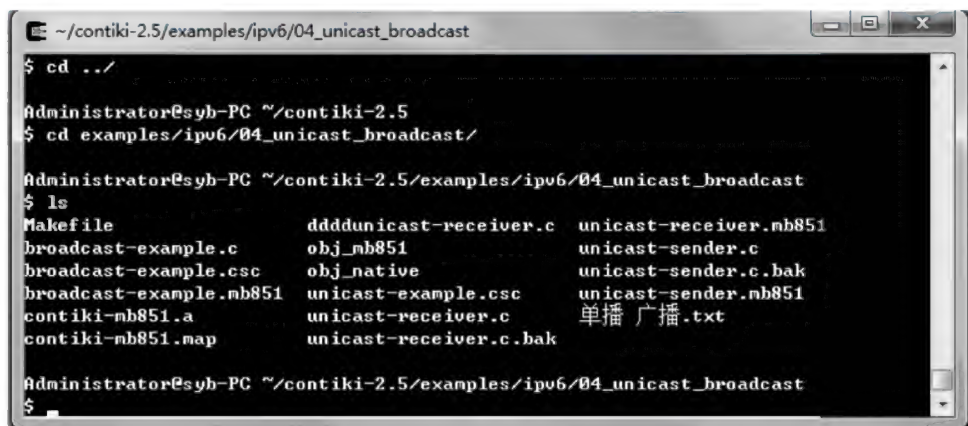 ~/contiki-2.5/examples/ipv6/04_unicast_broadcast
$ cd ../
Administrator@syb-PC ~/contiki-2.5
$ cd examples/ipv6/04_unicast_broadcast/
Administrator@syb-PC ~/contiki-2.5/examples/ipv6/04_unicast_broadcast
$ ls
Makefile ddddunicast-receiver.c unicast-receiver.mb851
broadcast-example.c obj_mb851 unicast-sender.c
broadcast-example.csc obj_native unicast-sender.c.bak
broadcast-example.mb851 unicast-example.csc unicast-sender.mb851
contiki-mb851.a unicast-receiver.c 单播 广播.txt
contiki-mb851.map unicast-receiver.c.bak
Administrator@syb-PC ~/contiki-2.5/examples/ipv6/04_unicast_broadcast
$